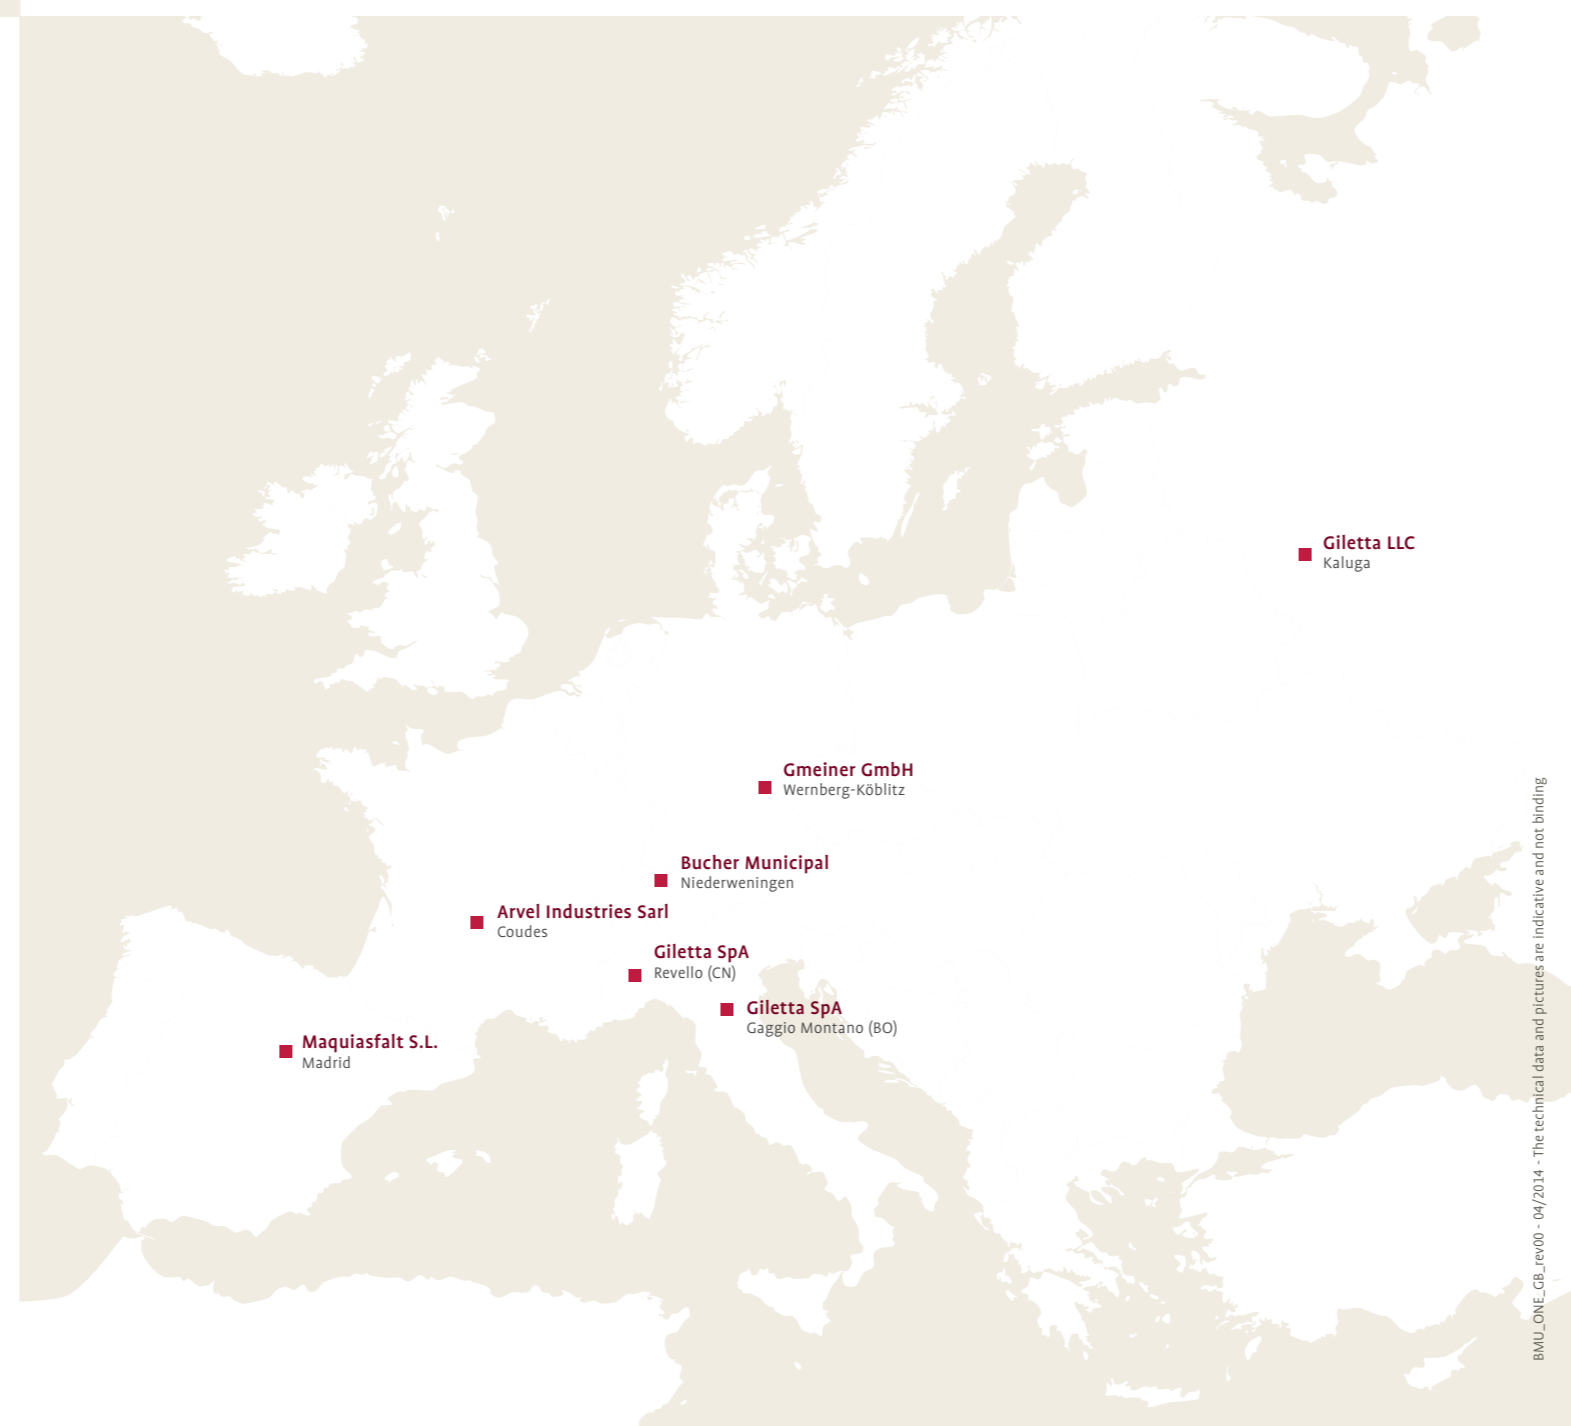 Giletta LLC
Kaluga
Gmeiner GmbH
Wernberg-Köblitz
Bucher Municipal
Niederweningen
Arvel Industries Sarl
Coudes
Giletta SpA
Revello (CN)
Giletta SpA
Gaggio Montano (BO)
Maquiasfalt S.L.
Madrid
BMU_ONE_GB_rev00 - 04/2014 - The technical data and pictures are indicative and not binding